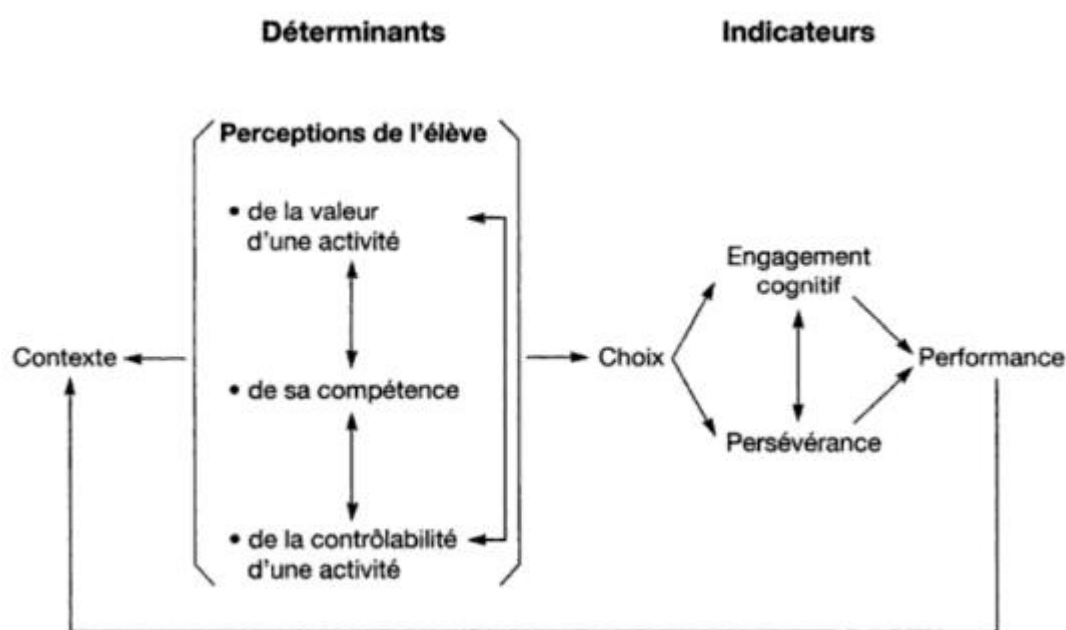 Déterminants
Indicateurs
Perceptions de l'élève
• de la valeur
d'une activité
• de sa compétence
• de la contrôlabilité
d'une activité
Contexte
Choix
Engagement
cognitif
Persévérance
Performance